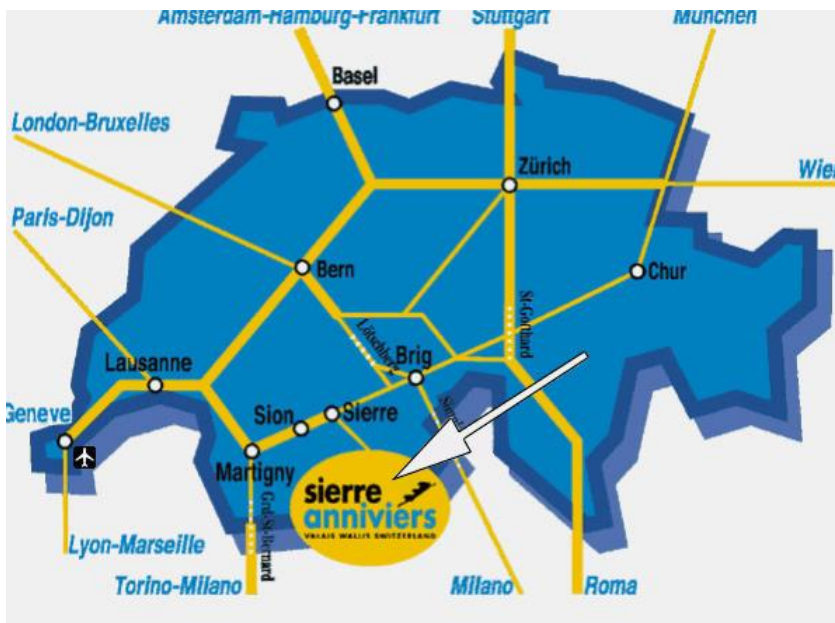 Amsterdam-Hamburg-Frankfurt
Stuttgart
München
Basel
London-Bruxelles
Zürich
Wien
Paris-Dijon
Bern
Chur
St-Gotthard
Lötschberg
Lausanne
Brig
Geneve
Sion
Sierre
Martigny
sierre
anniviers
VALAIS WALLIS SWITZERLAND
Grd-St-Bernard
Lyon-Marseille
Torino-Milano
Milano
Roma